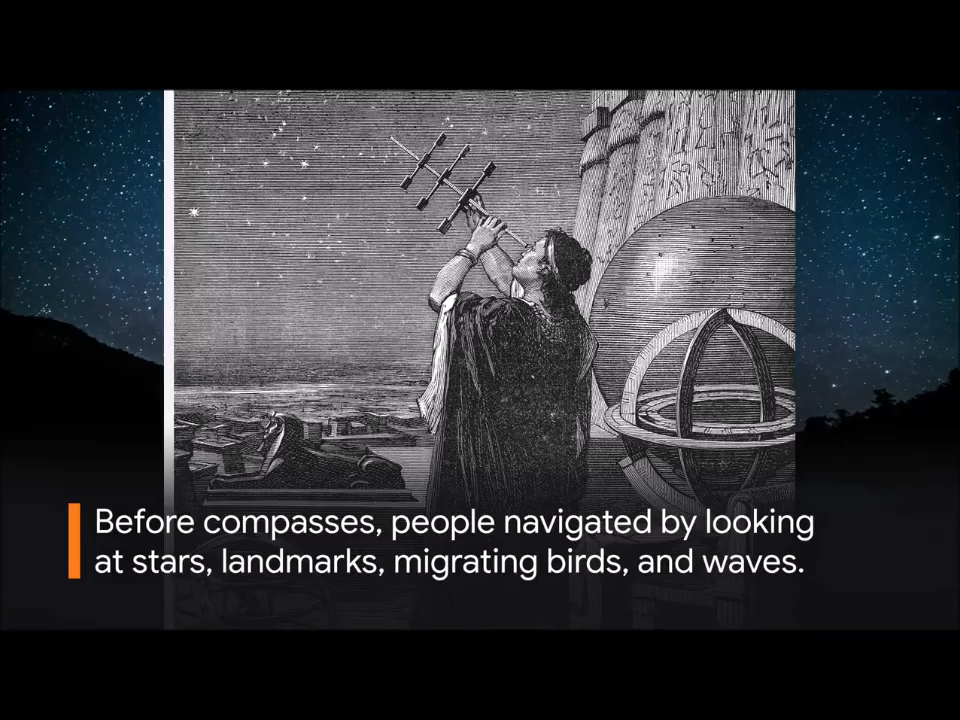 Before compasses, people navigated by looking
at stars, landmarks, migrating birds, and waves.